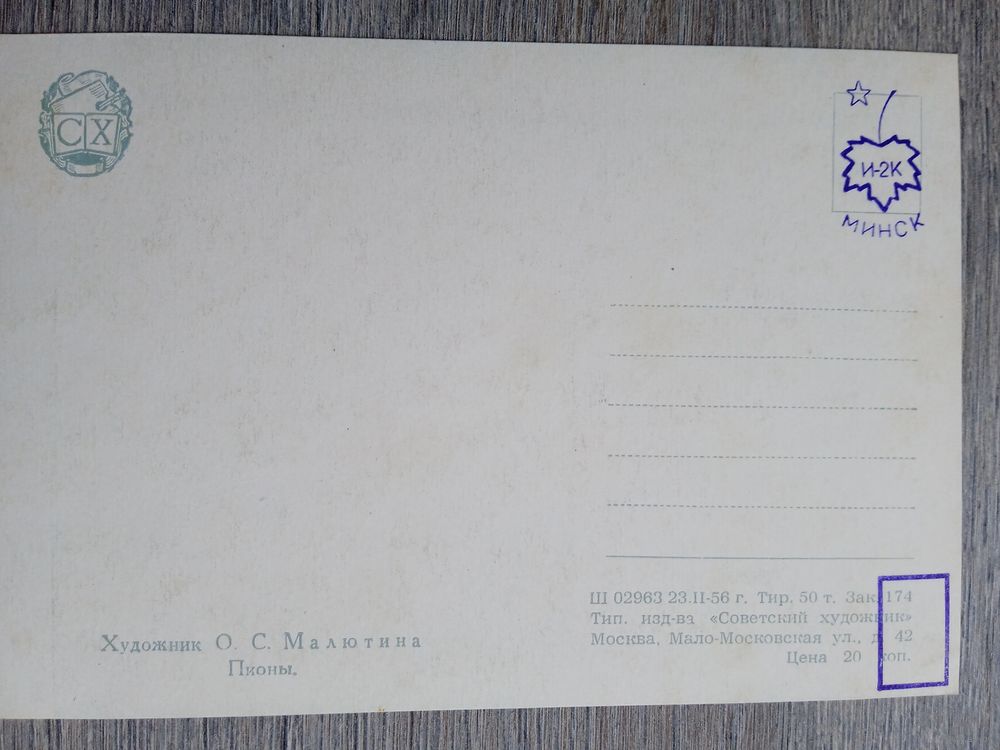 СХ
И-2К
МИНСК
Ш 02963 23.II-56 г. Тир. 50 т. Зак. 174
Тип. изд-ва «Советский художник»
Москва, Мало-Московская ул., д. 42
Цена 20 коп.
Художник О. С. Малютина
Пионы.